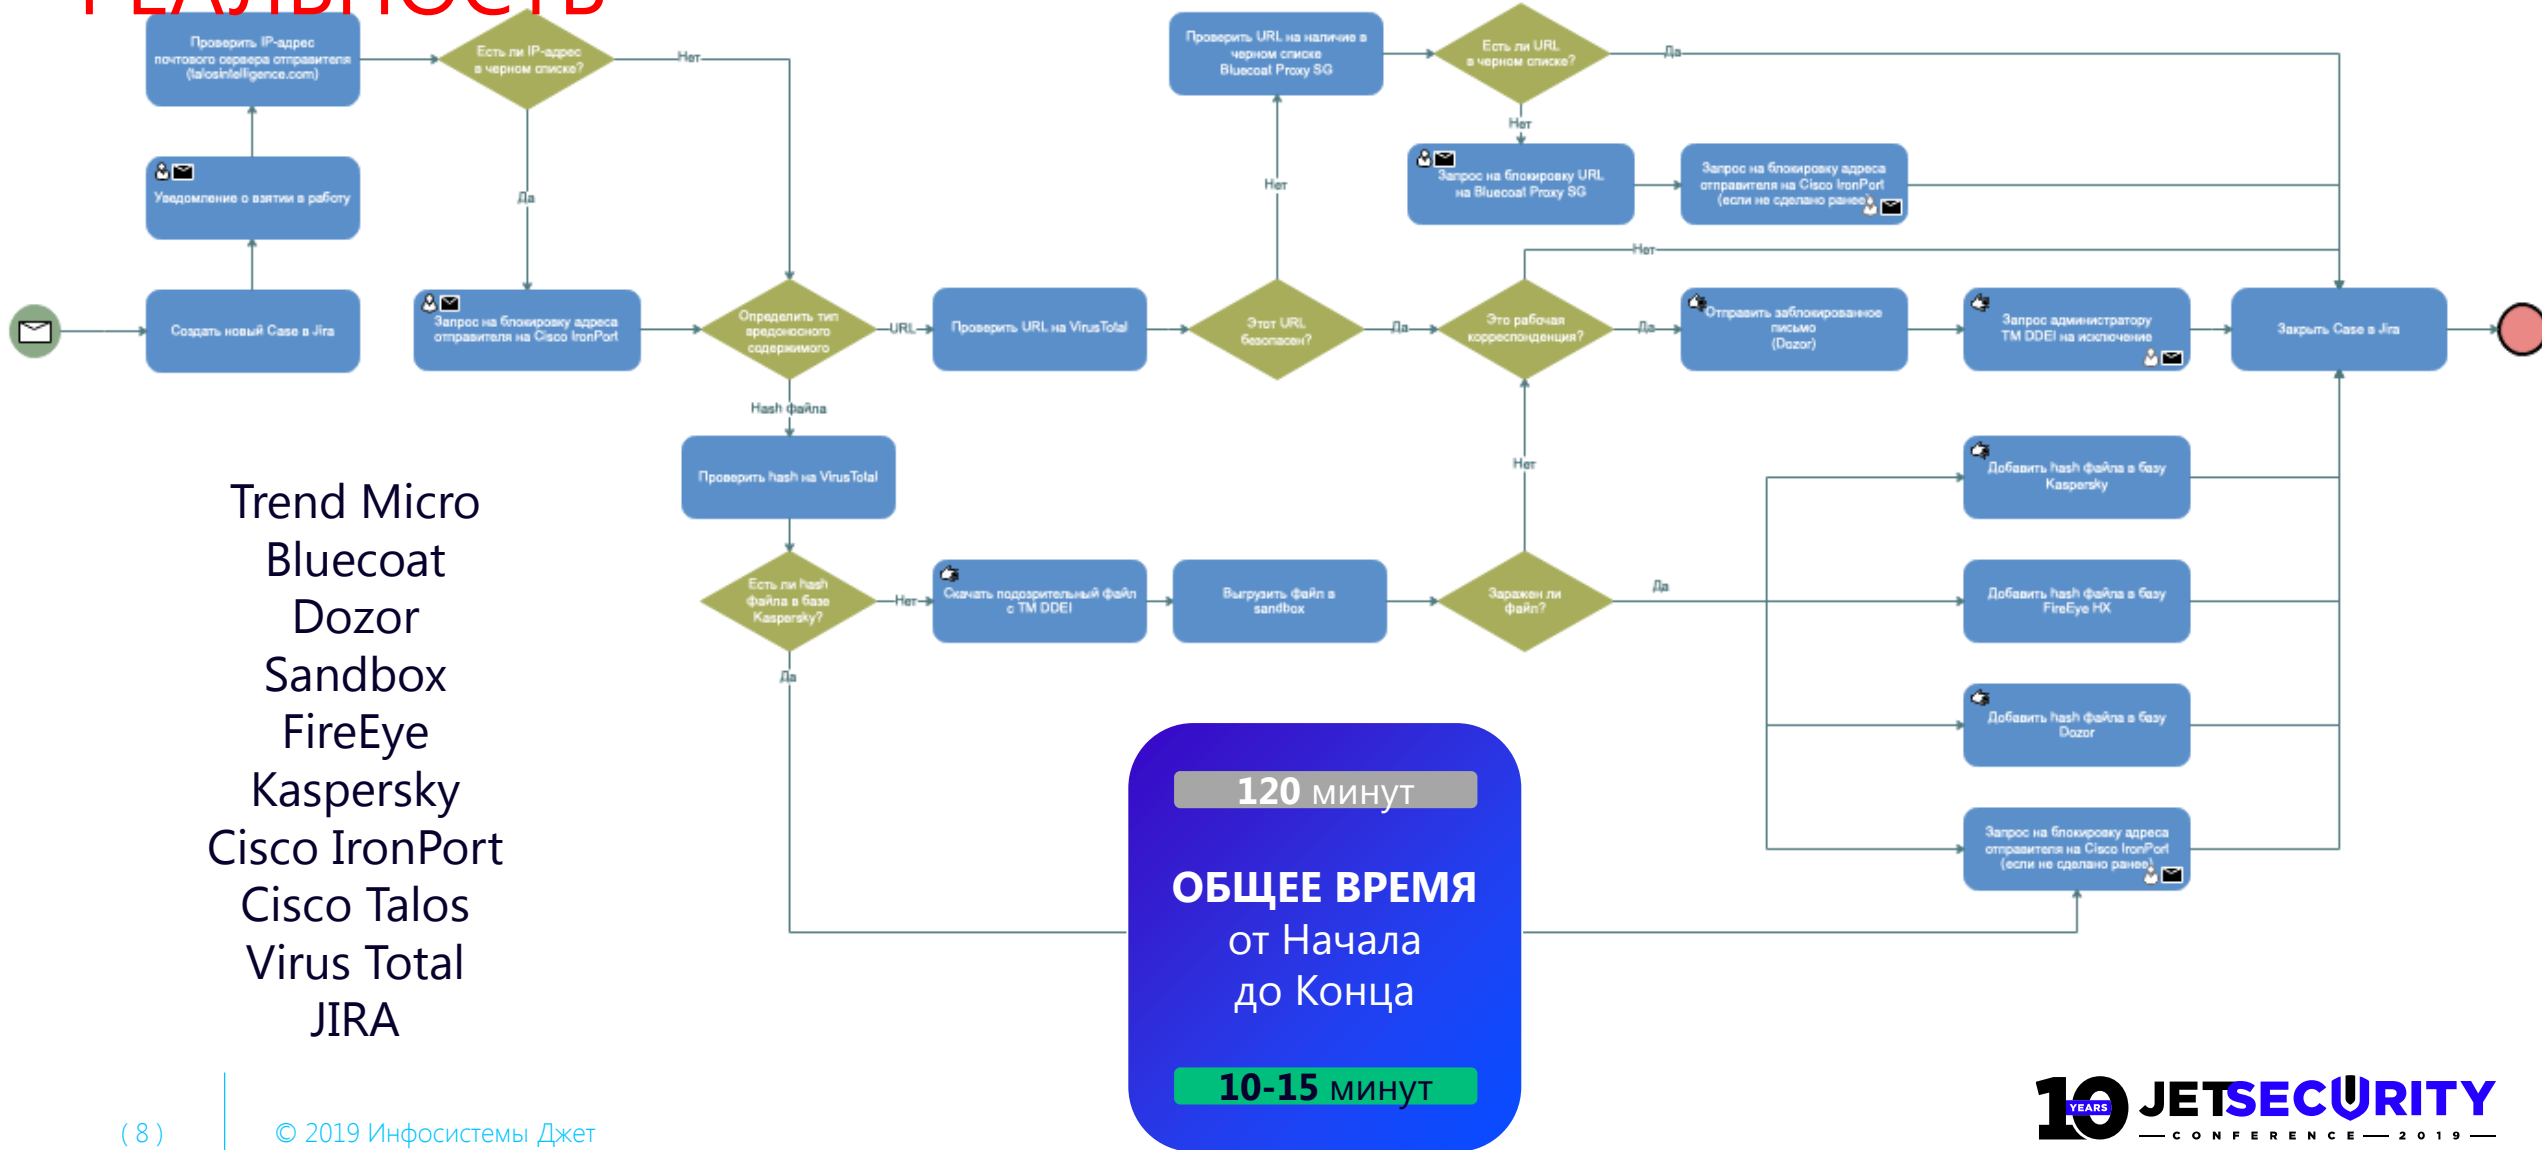 РЕАЛЬНОСТЬ
Проверить IP-адрес
почтового сервера отправителя
(talosintelligence.com)
Есть ли IP-адрес
в черном списке?
Нет
Да
Уведомление о взятии в работу
Создать новый Case в Jira
Запрос на блокировку адреса
отправителя на Cisco IronPort
Определить тип
вредоносного
содержимого
URL
Hash файла
Проверить URL на VirusTotal
Этот URL
безопасен?
Нет
Да
Проверить URL на наличие в
черном списке
Bluecoat Proxy SG
Есть ли URL
в черном списке?
Да
Нет
Запрос на блокировку URL
на Bluecoat Proxy SG
Запрос на блокировку адреса
отправителя на Cisco IronPort
(если не сделано ранее)
Это рабочая
корреспонденция?
Нет
Да
Отправить заблокированное
письмо
(Dozor)
Запрос администратору
TM DDEI на исключение
Закрыть Case в Jira
Проверить hash на VirusTotal
Есть ли hash
файла в базе
Kaspersky?
Нет
Да
Скачать подозрительный файл
с TM DDEI
Выгрузить файл в
sandbox
Заражен ли
файл?
Нет
Да
Добавить hash файла в базу
Kaspersky
Добавить hash файла в базу
FireEye HX
Добавить hash файла в базу
Dozor
Запрос на блокировку адреса
отправителя на Cisco IronPort
(если не сделано ранее)
Trend Micro
Bluecoat
Dozor
Sandbox
FireEye
Kaspersky
Cisco IronPort
Cisco Talos
Virus Total
JIRA
120 минут
ОБЩЕЕ ВРЕМЯ
от Начала
до Конца
10-15 минут
( 8 )
© 2019 Инфосистемы Джет
10 YEARS
JETSECURITY
CONFERENCE 2019